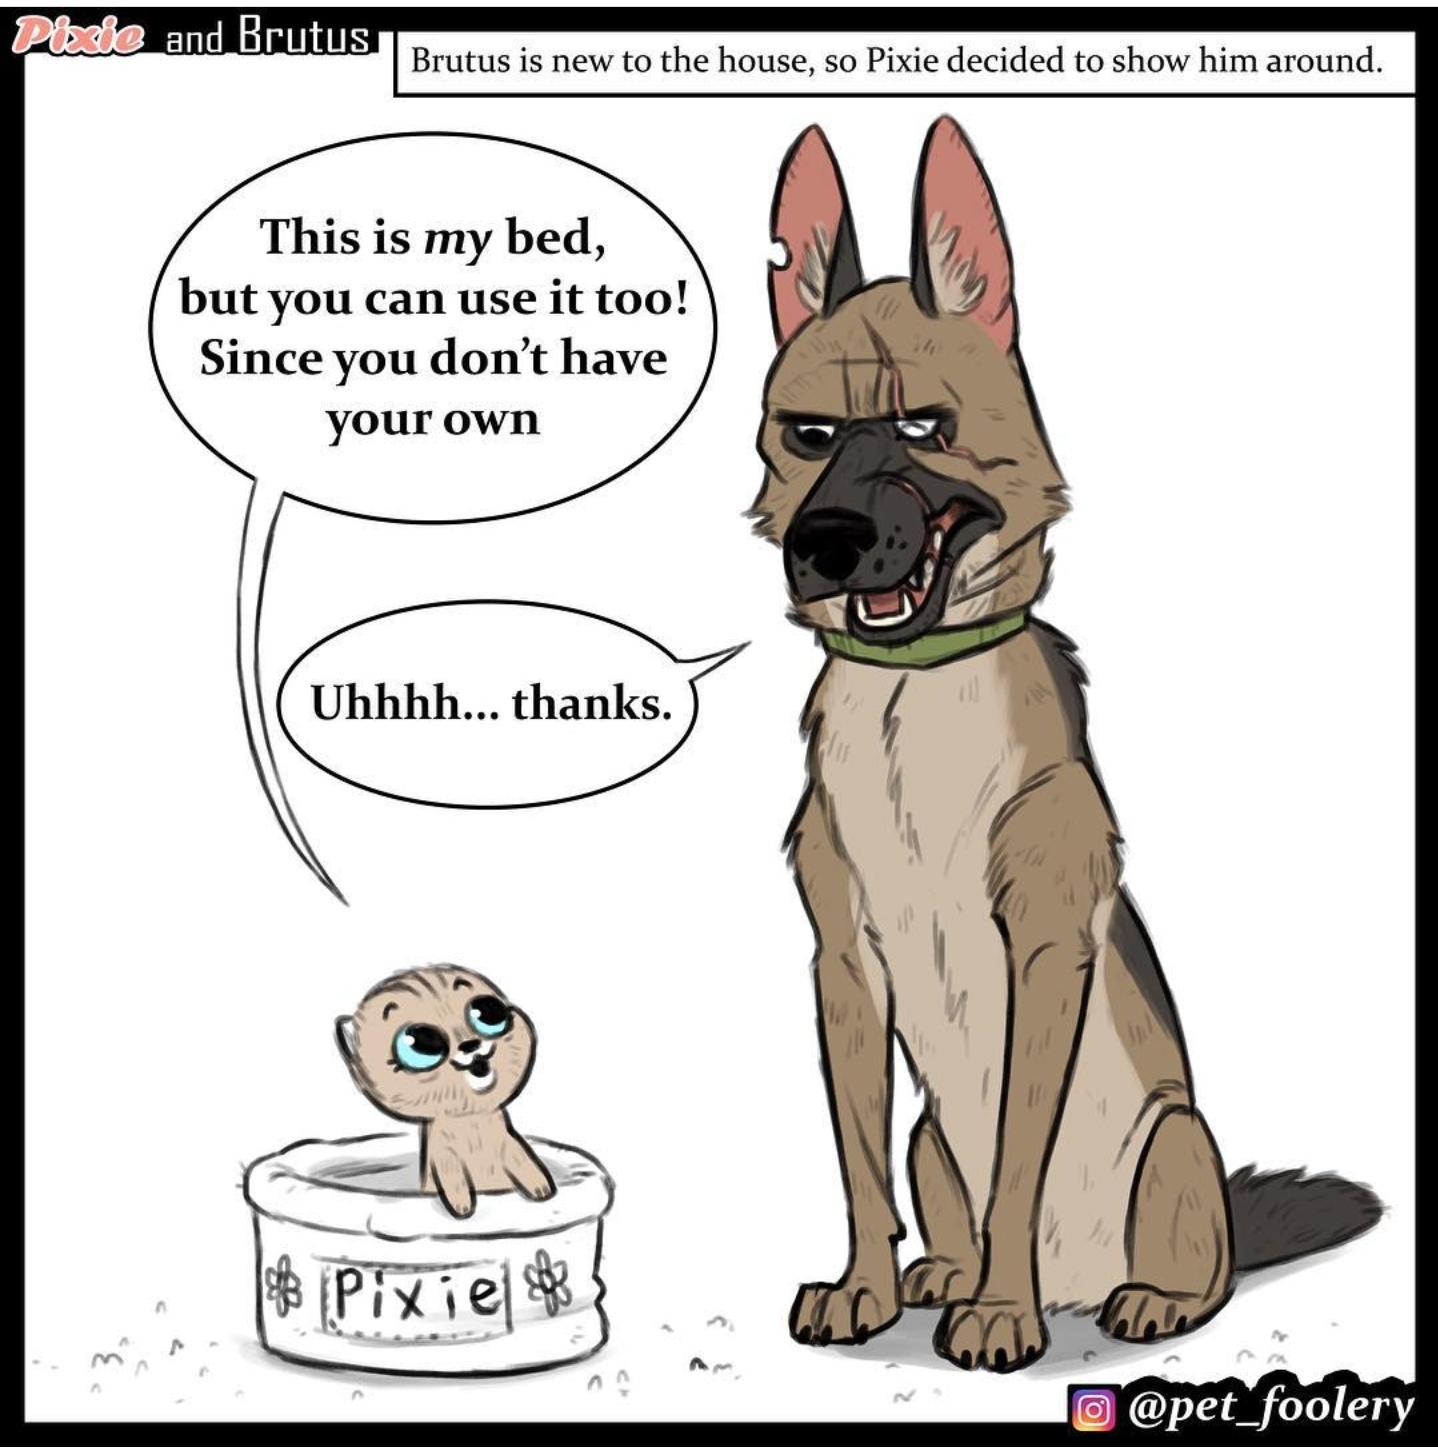 Pixie and Brutus
Brutus is new to the house, so Pixie decided to show him around.
This is my bed,
but you can use it too!
Since you don't have
your own
Uhhhh... thanks.
Pixie
@pet_foolery